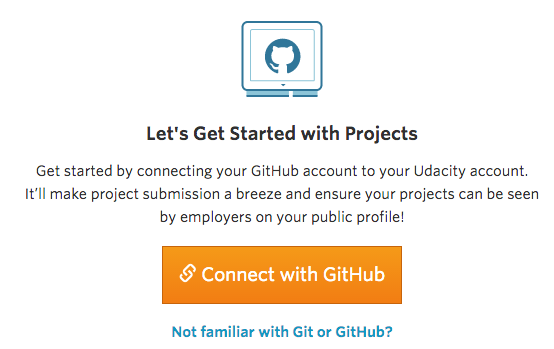 Let's Get Started with Projects
Get started by connecting your GitHub account to your Udacity account.
It’ll make project submission a breeze and ensure your projects can be seen
by employers on your public profile!
Connect with GitHub
Not familiar with Git or GitHub?